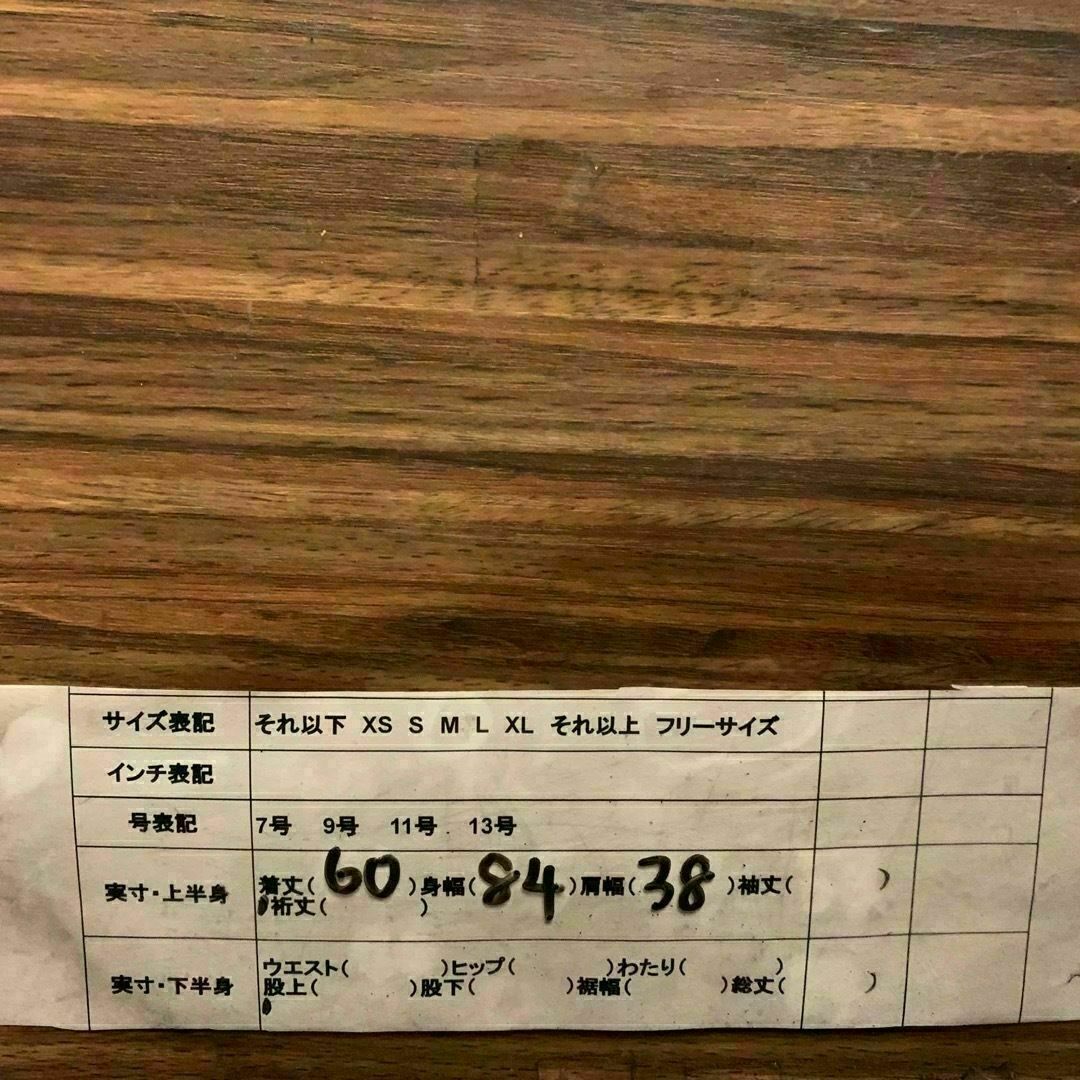 サイズ表記 それ以下 XS S M L XL それ以上 フリーサイズ
インチ表記
号表記 7号 9号 11号 13号
実寸・上半身 着丈(60)身幅(84)肩幅(38)袖丈( )
裄丈( )
実寸・下半身 ウエスト( )ヒップ( )わたり( )
股上( )股下( )裾幅( )総丈( )